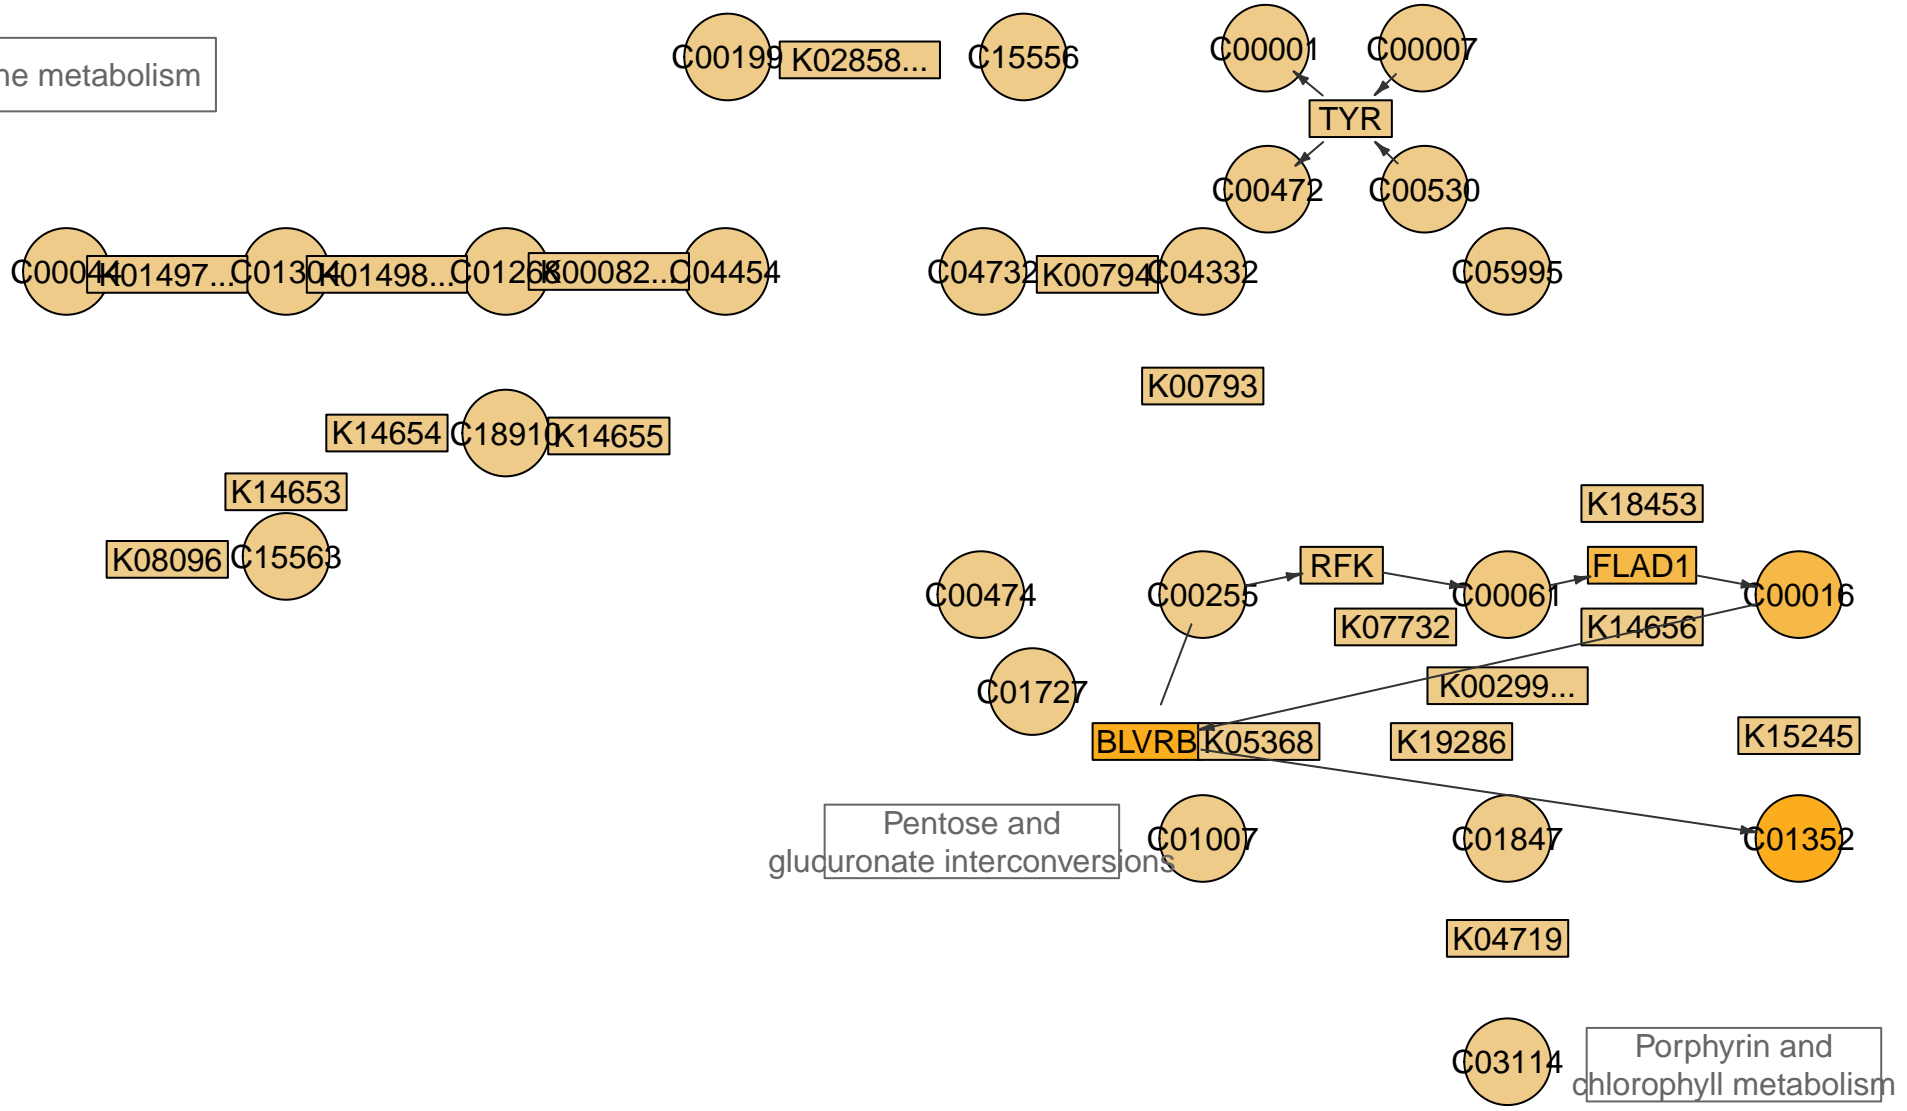 C00199
K02858...
C15556
C00001
C00007
ne metabolism
TYR
C00472
C00530
C00044
K01497...
C01304
K01498...
C01268
K00082...
C04454
C04732
K00794
C04332
C05995
K00793
K14654
C18910
K14655
K14653
K08096
C15563
K18453
C00474
C00255
RFK
C00061
FLAD1
C00016
K07732
K14656
C01727
K00299...
BLVRB
K05368
K19286
K15245
Pentose and
glucuronate interconversions
C01007
C01847
C01352
K04719
C03114
Porphyrin and
chlorophyll metabolism